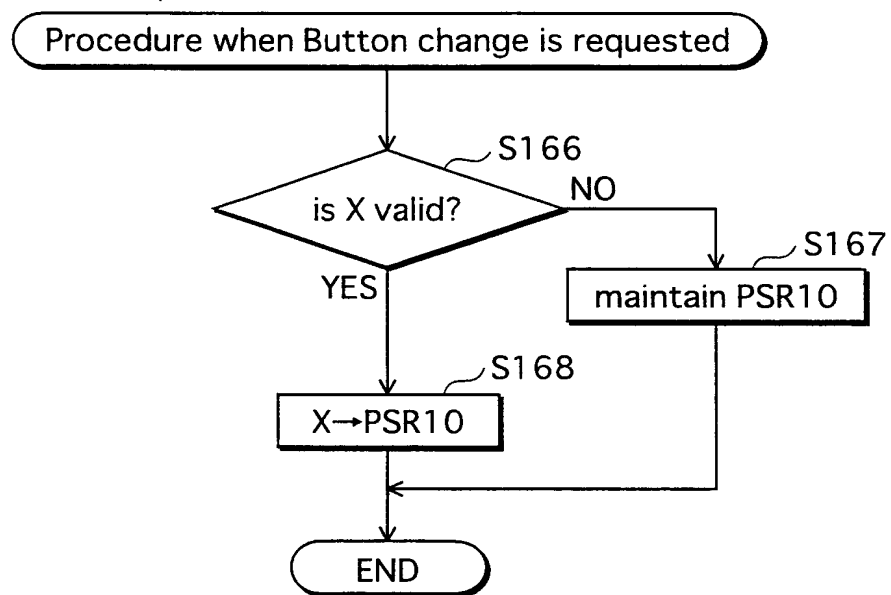 Procedure when Button change is requested
S166
is X valid?
NO
S167
YES
maintain PSR10
S168
X→PSR10
END